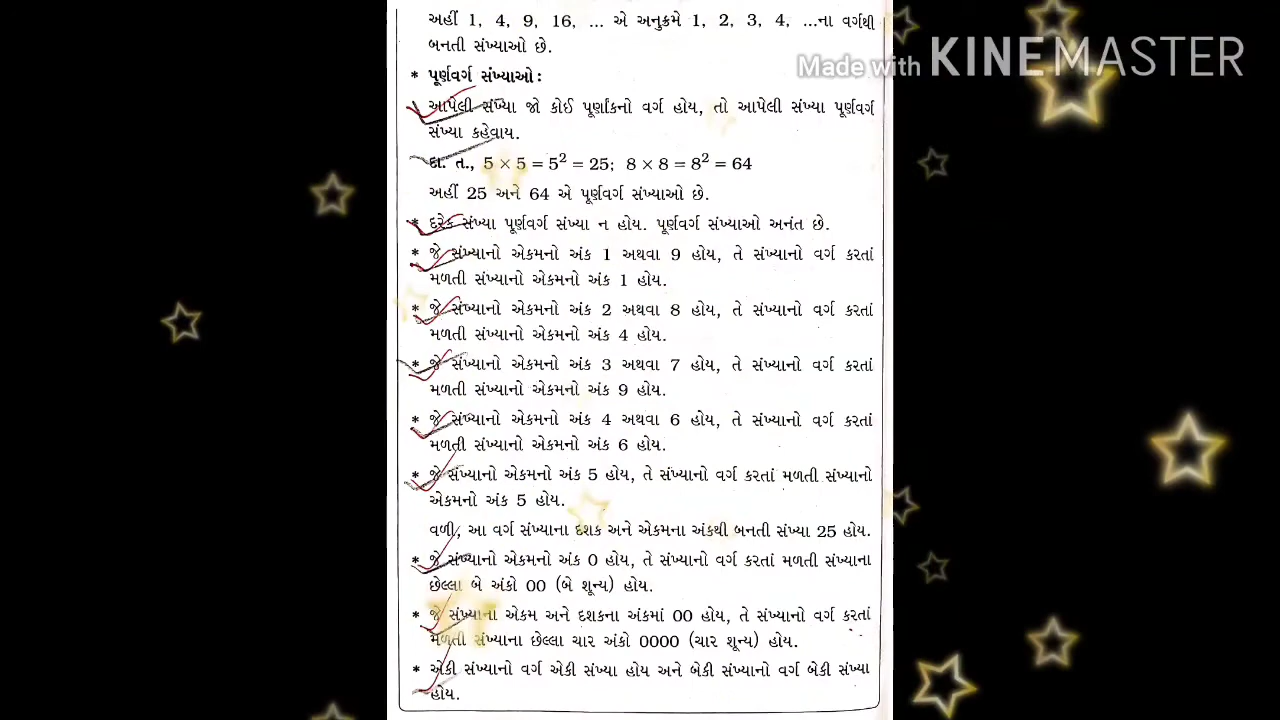 અહીં 1, 4, 9, 16, ... એ અનુક્રમે 1, 2, 3, 4, ...ના વર્ગથી
બનતી સંખ્યાઓ છે.
Made with KINEMASTER
* પૂર્ણવર્ગ સંખ્યાઓ :
* આપેલી સંખ્યા જો કોઈ પૂર્ણાંકનો વર્ગ હોય, તો આપેલી સંખ્યા પૂર્ણવર્ગ
સંખ્યા કહેવાય.
દા. ત., 5 × 5 = 5² = 25; 8 × 8 = 8² = 64
અહીં 25 અને 64 એ પૂર્ણવર્ગ સંખ્યાઓ છે.
* દરેક સંખ્યા પૂર્ણવર્ગ સંખ્યા ન હોય. પૂર્ણવર્ગ સંખ્યાઓ અનંત છે.
* જે સંખ્યાનો એકમનો અંક 1 અથવા 9 હોય, તે સંખ્યાનો વર્ગ કરતાં
મળતી સંખ્યાનો એકમનો અંક 1 હોય.
* જે સંખ્યાનો એકમનો અંક 2 અથવા 8 હોય, તે સંખ્યાનો વર્ગ કરતાં
મળતી સંખ્યાનો એકમનો અંક 4 હોય.
* જે સંખ્યાનો એકમનો અંક 3 અથવા 7 હોય, તે સંખ્યાનો વર્ગ કરતાં
મળતી સંખ્યાનો એકમનો અંક 9 હોય.
* જે સંખ્યાનો એકમનો અંક 4 અથવા 6 હોય, તે સંખ્યાનો વર્ગ કરતાં
મળતી સંખ્યાનો એકમનો અંક 6 હોય.
* જે સંખ્યાનો એકમનો અંક 5 હોય, તે સંખ્યાનો વર્ગ કરતાં મળતી સંખ્યાનો
એકમનો અંક 5 હોય.
વળી, આ વર્ગ સંખ્યાના દશક અને એકમના અંકથી બનતી સંખ્યા 25 હોય.
* જે સંખ્યાનો એકમનો અંક 0 હોય, તે સંખ્યાનો વર્ગ કરતાં મળતી સંખ્યાના
છેલ્લા બે અંકો 00 (બે શૂન્ય) હોય.
* જે સંખ્યાના એકમ અને દશકના અંકમાં 00 હોય, તે સંખ્યાનો વર્ગ કરતાં
મળતી સંખ્યાના છેલ્લા ચાર અંકો 0000 (ચાર શૂન્ય) હોય.
* એકી સંખ્યાનો વર્ગ એકી સંખ્યા હોય અને બેકી સંખ્યાનો વર્ગ બેકી સંખ્યા
હોય.